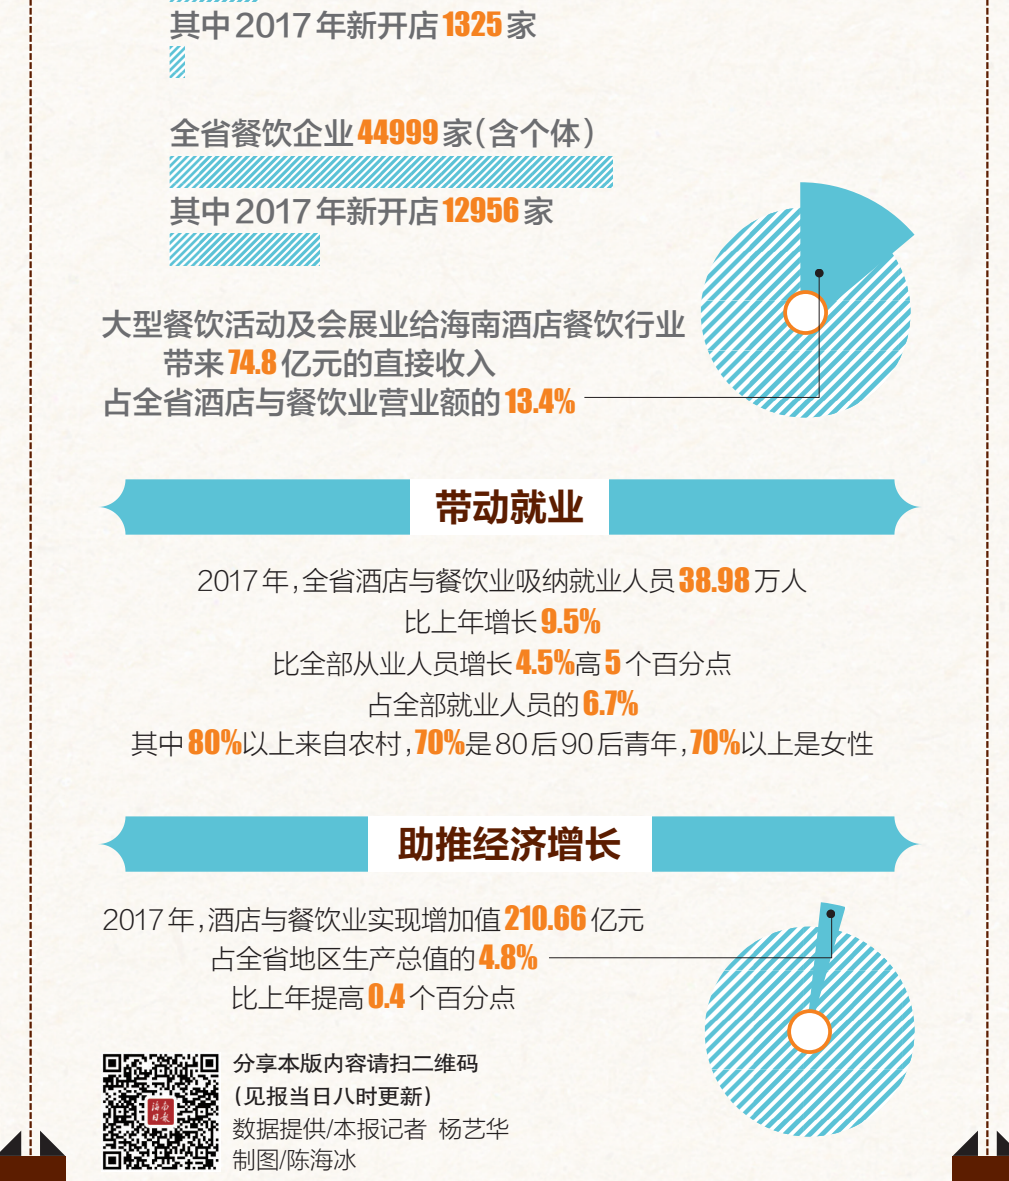 其中2017年新开店1325家
全省餐饮企业44999家(含个体)
其中2017年新开店12956家
大型餐饮活动及会展业给海南酒店餐饮行业
带来74.8亿元的直接收入
占全省酒店与餐饮业营业额的13.4%
带动就业
2017年,全省酒店与餐饮业吸纳就业人员38.98万人
比上年增长9.5%
比全部从业人员增长4.5%高5个百分点
占全部就业人员的6.7%
其中80%以上来自农村,70%是80后90后青年,70%以上是女性
助推经济增长
2017年,酒店与餐饮业实现增加值210.66亿元
占全省地区生产总值的4.8%
比上年提高0.4个百分点
分享本版内容请扫二维码
(见报当日八时更新)
数据提供/本报记者 杨艺华
制图/陈海冰
海南
日报